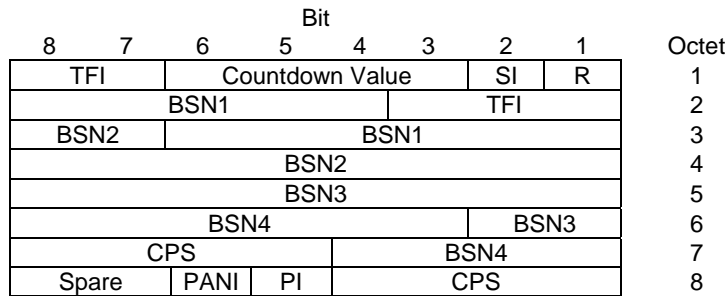 Bit
8 7 6 5 4 3 2 1 Octet
TFI Countdown Value SI R 1
BSN1 TFI 2
BSN2 BSN1 3
BSN2 4
BSN3 5
BSN4 BSN3 6
CPS BSN4 7
Spare PANI PI CPS 8